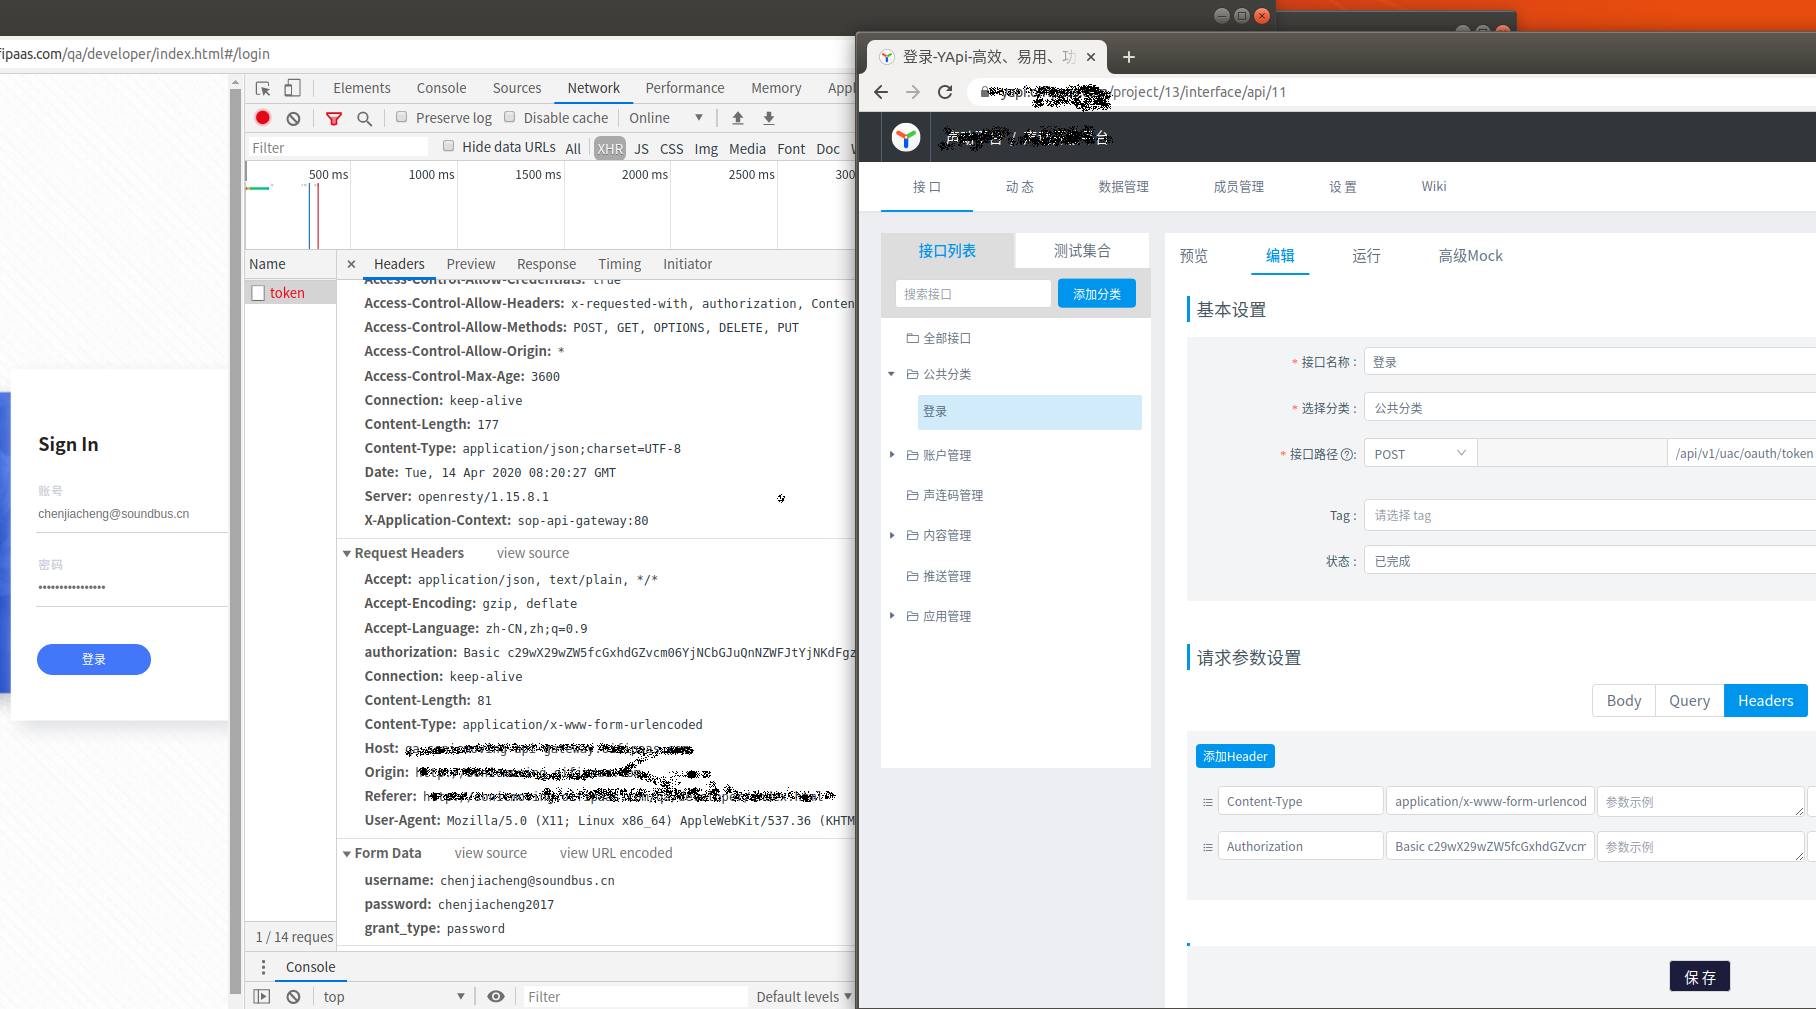 fipaas.com/qa/developer/index.html#/login
Sign In
账号
chenjiacheng@soundbus.cn
密码
••••••••••••••••
登录
Elements Console Sources Network Performance Memory
Preserve log Disable cache Online
Filter Hide data URLs All XHR JS CSS Img Media Font Doc
500 ms 1000 ms 1500 ms 2000 ms 2500 ms
Name
× Headers Preview Response Timing Initiator
token
Access-Control-Allow-Credentials: true
Access-Control-Allow-Headers: x-requested-with, authorization, Conten
Access-Control-Allow-Methods: POST, GET, OPTIONS, DELETE, PUT
Access-Control-Allow-Origin: *
Access-Control-Max-Age: 3600
Connection: keep-alive
Content-Length: 177
Content-Type: application/json;charset=UTF-8
Date: Tue, 14 Apr 2020 08:20:27 GMT
Server: openresty/1.15.8.1
X-Application-Context: sop-api-gateway:80
Request Headers view source
Accept: application/json, text/plain, */*
Accept-Encoding: gzip, deflate
Accept-Language: zh-CN,zh;q=0.9
authorization: Basic c29wX29wZW5fcGxhdGZvcm06YjNCbGJuQnNZWFJtYjNKdFgz
Connection: keep-alive
Content-Length: 81
Content-Type: application/x-www-form-urlencoded
Host:
Origin:
Referer:
User-Agent: Mozilla/5.0 (X11; Linux x86_64) AppleWebKit/537.36 (KHTM
Form Data view source view URL encoded
username: chenjiacheng@soundbus.cn
password: chenjiacheng2017
grant_type: password
1 / 14 reques
Console
top Filter Default levels
登录-YApi-高效、易用、功
/project/13/interface/api/11
接 口 动 态 数据管理 成员管理 设 置 Wiki
接口列表 测试集合
搜索接口 添加分类
全部接口
公共分类
登录
账户管理
声连码管理
内容管理
推送管理
应用管理
预览 编辑 运行 高级Mock
基本设置
* 接口名称 : 登录
* 选择分类 : 公共分类
* 接口路径 : POST /api/v1/uac/oauth/token
Tag : 请选择 tag
状态 : 已完成
请求参数设置
Body Query Headers
添加Header
Content-Type application/x-www-form-urlencod 参数示例
Authorization Basic c29wX29wZW5fcGxhdGZvcm 参数示例
保 存